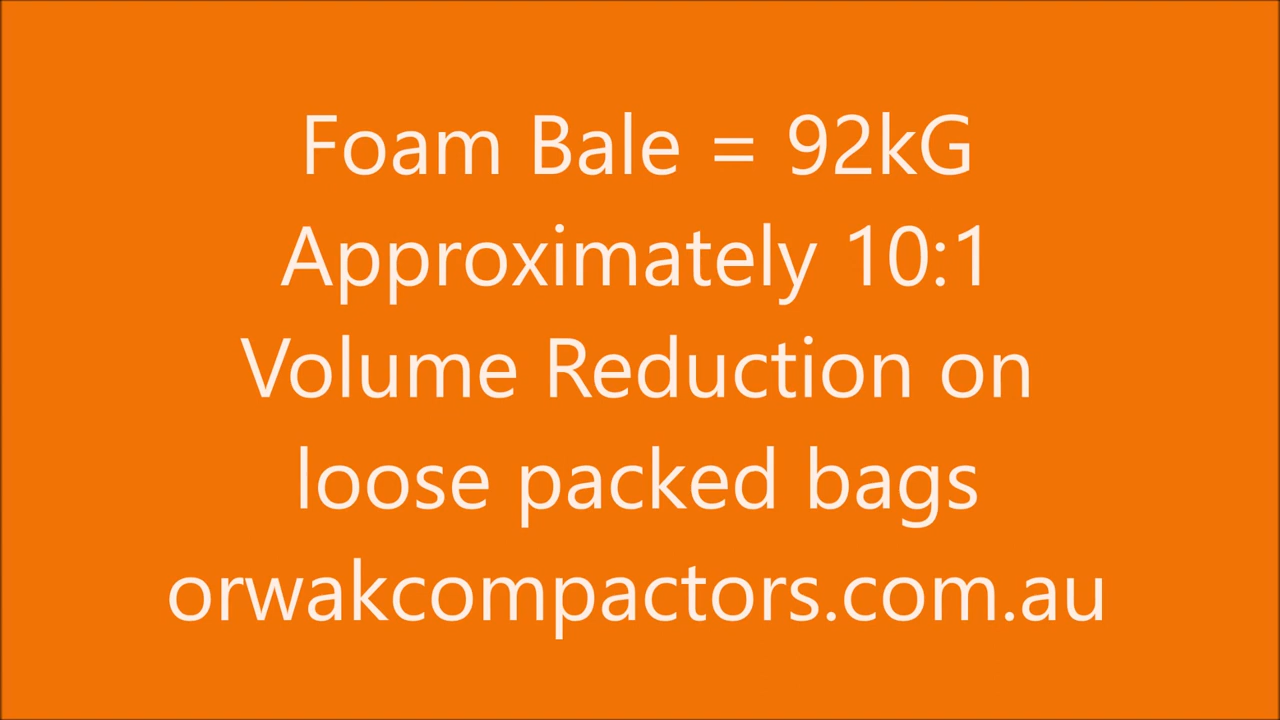 Foam Bale = 92kG
Approximately 10:1
Volume Reduction on
loose packed bags
orwakcompactors.com.au